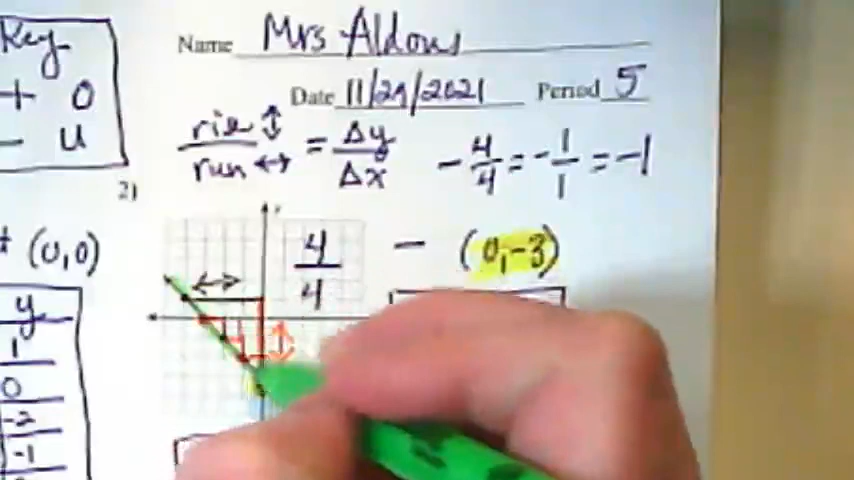 Key
+ 0
- u
Name Mrs Aldous
Date 11/29/2021 Period 5
rise/run = Δy/Δx
-4/4 = -1/1 = -1
2)
(0,0)
y
4/4 - (0,-3)
y
1
0
-2
-1